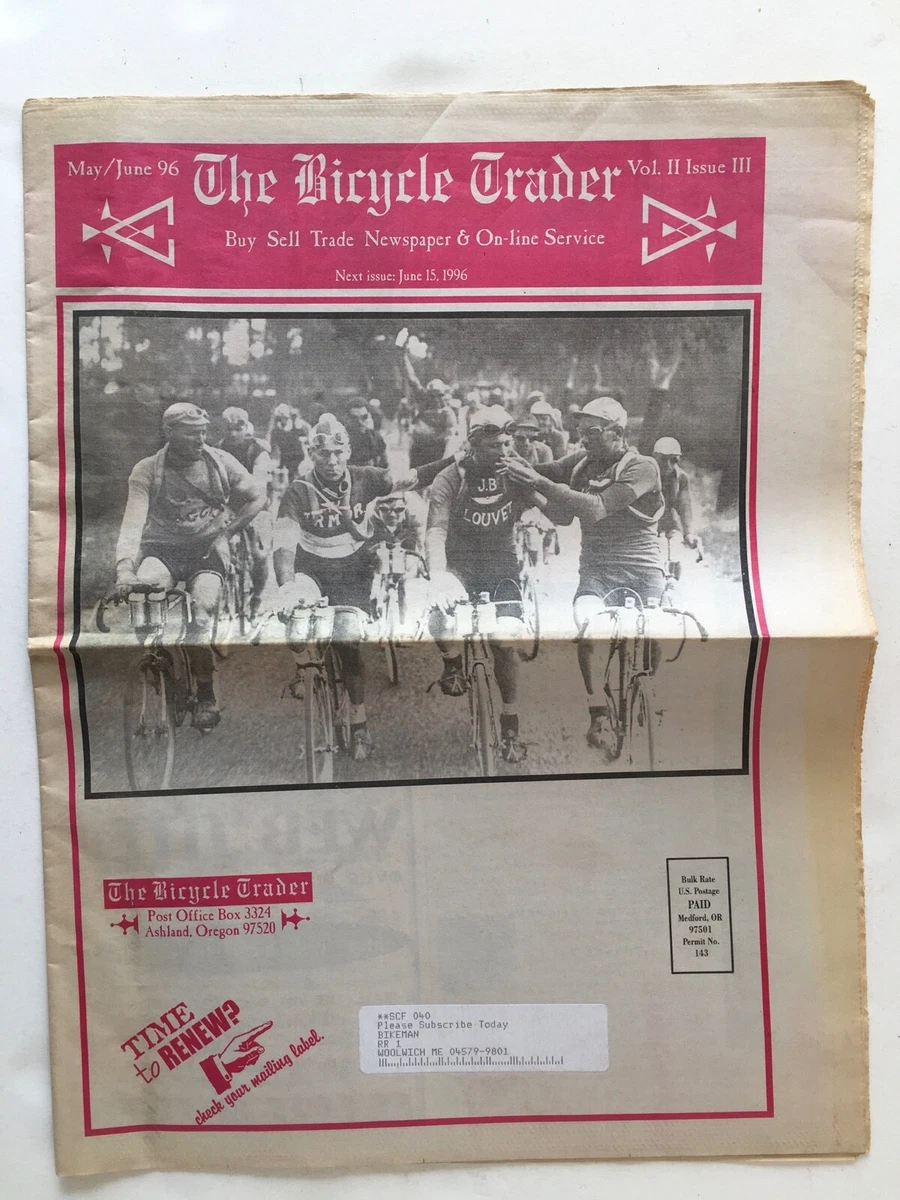 May/June 96
The Bicycle Trader
Vol. II Issue III
Buy Sell Trade Newspaper & On-line Service
Next issue: June 15, 1996
J.B
LOUVET
The Bicycle Trader
Post Office Box 3324
Ashland, Oregon 97520
Bulk Rate
U.S. Postage
PAID
Medford, OR
97501
Permit No.
143
TIME
to RENEW?
check your mailing label.
**SCF 040
Please Subscribe Today
BIKEMAN
RR 1
WOOLWICH ME 04579-9801